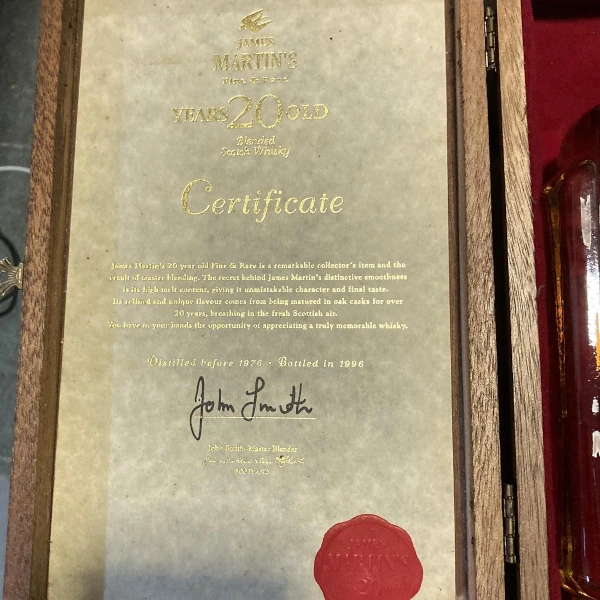 JAMES
MARTIN'S
Fine & Rare
YEARS 20 OLD
Blended
Scotch Whisky
Certificate
James Martin's 20 year old Fine & Rare is a remarkable collector's item and the
result of master blending. The secret behind James Martin's distinctive smoothness
is its high malt content, giving it unmistakable character and final taste.
Its refined and unique flavour comes from being matured in oak casks for over
20 years, breathing in the fresh Scottish air.
You have in your hands the opportunity of appreciating a truly memorable whisky.
Distilled before 1976 • Bottled in 1996
John Smith
John Smith Master Blender
SCOTLAND
JAMES
MARTIN'S
20